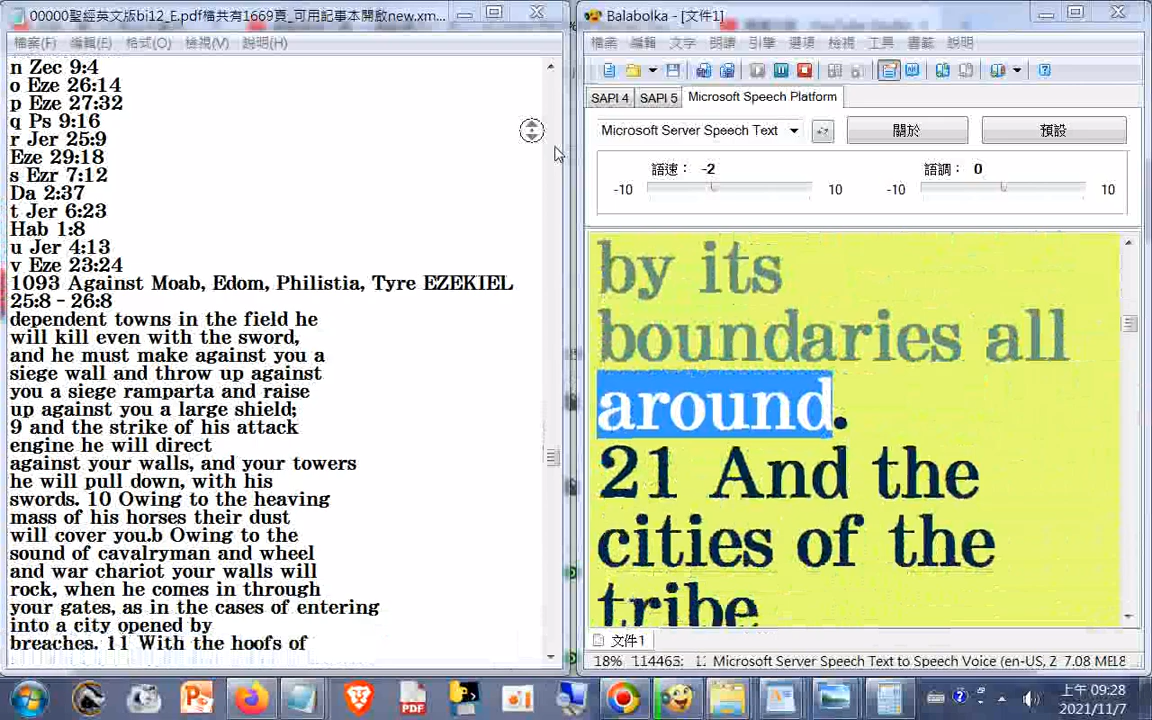 00000聖經英文版bi12_E.pdf檔共有1669頁_可用記事本開啟new.xm...
檔案(F) 編輯(E) 格式(O) 檢視(V) 說明(H)
n Zec 9:4
o Eze 26:14
p Eze 27:32
q Ps 9:16
r Jer 25:9
Eze 29:18
s Ezr 7:12
Da 2:37
t Jer 6:23
Hab 1:8
u Jer 4:13
v Eze 23:24
1093 Against Moab, Edom, Philistia, Tyre EZEKIEL
25:8 - 26:8
dependent towns in the field he
will kill even with the sword,
and he must make against you a
siege wall and throw up against
you a siege ramparta and raise
up against you a large shield;
9 and the strike of his attack
engine he will direct
against your walls, and your towers
he will pull down, with his
swords. 10 Owing to the heaving
mass of his horses their dust
will cover you.b Owing to the
sound of cavalryman and wheel
and war chariot your walls will
rock, when he comes in through
your gates, as in the cases of entering
into a city opened by
breaches. 11 With the hoofs of
Balabolka - [文件1]
檔案 編輯 文字 朗讀 引擎 選項 檢視 工具 書籤 說明
SAPI 4 SAPI 5 Microsoft Speech Platform
Microsoft Server Speech Text 關於 預設
語速： -2 語調： 0
-10 10 -10 10
by its
boundaries all
around.
21 And the
cities of the
tribe
文件1
18% 114463: Microsoft Server Speech Text to Speech Voice (en-US, 2 7.08 MEL8
上午 09:28
2021/11/7